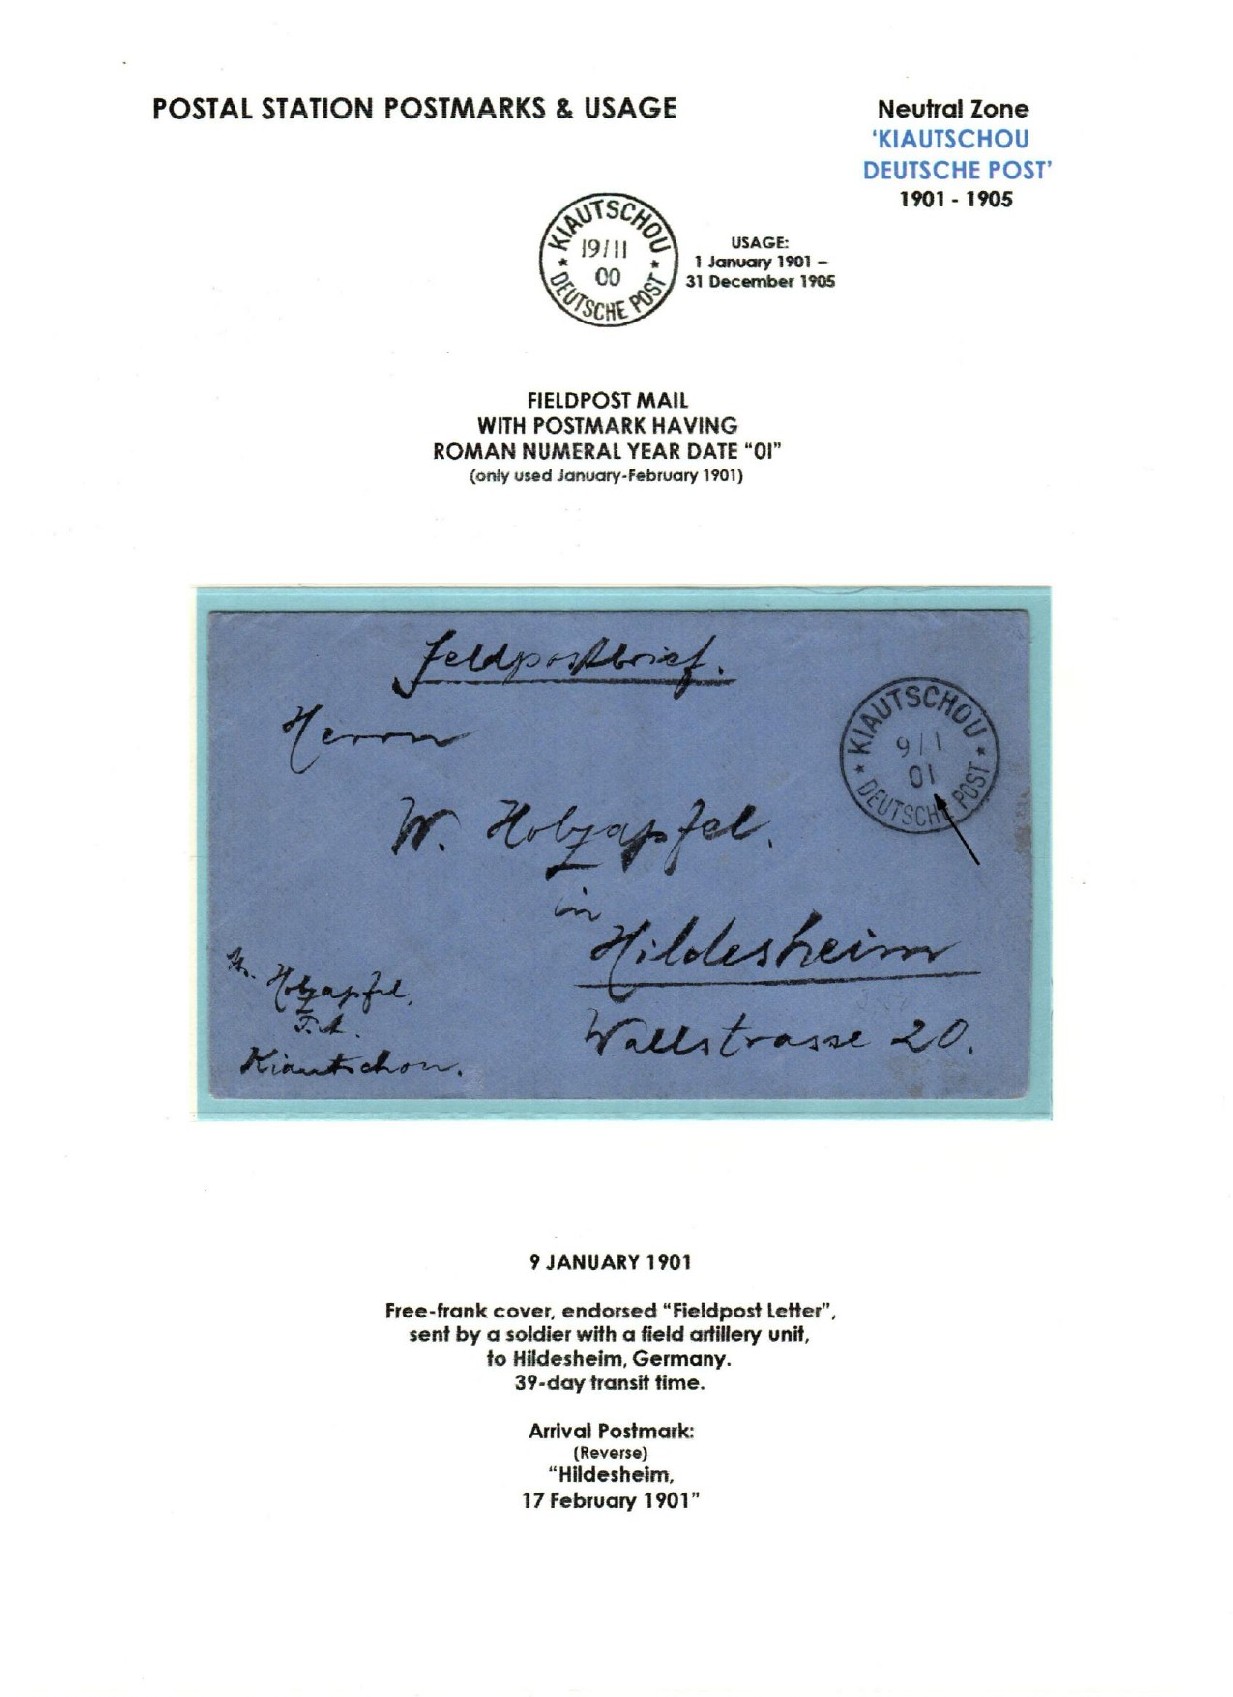 POSTAL STATION POSTMARKS & USAGE
Neutral Zone
'KIAUTSCHOU
DEUTSCHE POST'
1901 - 1905
KIAUTSCHOU
19/11
00
* DEUTSCHE POST *
USAGE:
1 January 1901 –
31 December 1905
FIELDPOST MAIL
WITH POSTMARK HAVING
ROMAN NUMERAL YEAR DATE "0I"
(only used January-February 1901)
Feldpostbrief.
Herrn
KIAUTSCHOU
9/1
0I
* DEUTSCHE POST *
W. Holzapfel.
in
Hildesheim
Wallstrasse 20.
Holzapfel,
Kiautschou.
9 JANUARY 1901
Free-frank cover, endorsed "Fieldpost Letter",
sent by a soldier with a field artillery unit,
to Hildesheim, Germany.
39-day transit time.
Arrival Postmark:
(Reverse)
"Hildesheim,
17 February 1901"